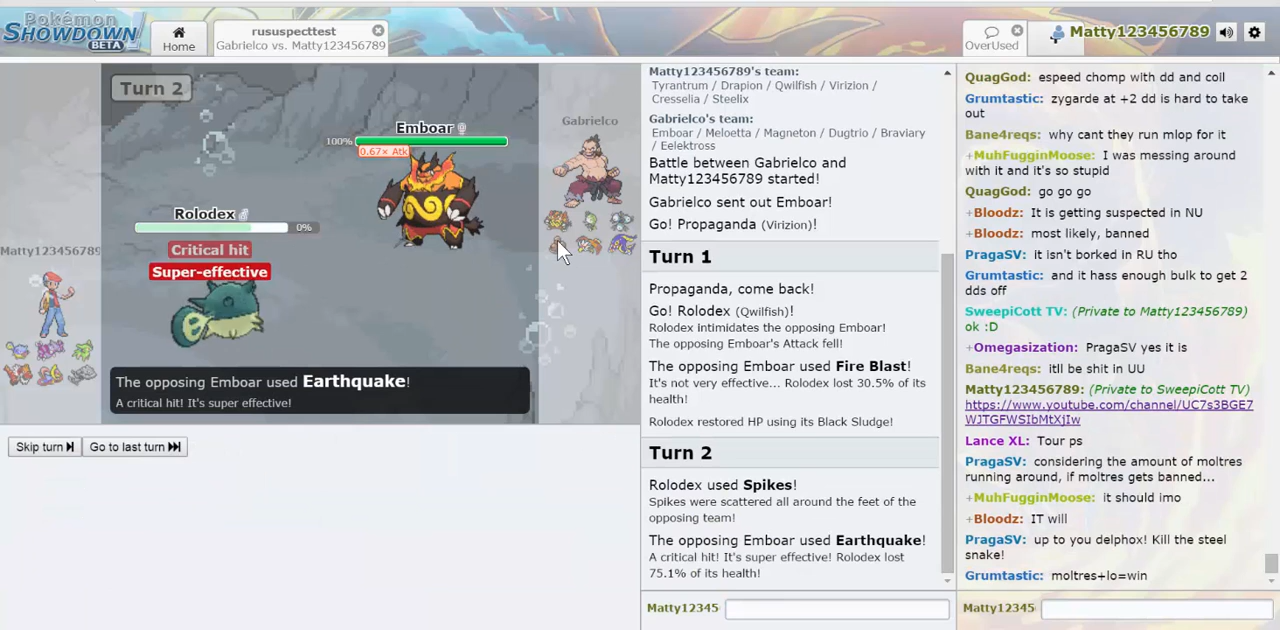 Pokémon
SHOWDOWN!
BETA
Home
rususpecttest
Gabrielco vs. Matty123456789
OverUsed
Matty123456789
Turn 2
Emboar
100%
0.67× Atk
Gabrielco
Rolodex
0%
Critical hit
Super-effective
Matty123456789
The opposing Emboar used Earthquake!
A critical hit! It's super effective!
Skip turn
Go to last turn
Matty123456789's team:
Tyrantrum / Drapion / Qwilfish / Virizion /
Cresselia / Steelix
Gabrielco's team:
Emboar / Meloetta / Magneton / Dugtrio / Braviary
/ Eelektross
Battle between Gabrielco and
Matty123456789 started!
Gabrielco sent out Emboar!
Go! Propaganda (Virizion)!
Turn 1
Propaganda, come back!
Go! Rolodex (Qwilfish)!
Rolodex intimidates the opposing Emboar!
The opposing Emboar's Attack fell!
The opposing Emboar used Fire Blast!
It's not very effective... Rolodex lost 30.5% of its
health!
Rolodex restored HP using its Black Sludge!
Turn 2
Rolodex used Spikes!
Spikes were scattered all around the feet of the
opposing team!
The opposing Emboar used Earthquake!
A critical hit! It's super effective! Rolodex lost
75.1% of its health!
Matty12345
QuagGod: espeed chomp with dd and coil
Grumtastic: zygarde at +2 dd is hard to take
out
Bane4reqs: why cant they run mlop for it
+MuhFugginMoose: I was messing around
with it and it's so stupid
QuagGod: go go go
+Bloodz: It is getting suspected in NU
+Bloodz: most likely, banned
PragaSV: it isn't borked in RU tho
Grumtastic: and it hass enough bulk to get 2
dds off
SweepiCott TV: (Private to Matty123456789)
ok :D
+Omegasization: PragaSV yes it is
Bane4reqs: itll be shit in UU
Matty123456789: (Private to SweepiCott TV)
https://www.youtube.com/channel/UC7s3BGE7
WJTGFWSIbMtXjIw
Lance XL: Tour ps
PragaSV: considering the amount of moltres
running around, if moltres gets banned...
+MuhFugginMoose: it should imo
+Bloodz: IT will
PragaSV: up to you delphox! Kill the steel
snake!
Grumtastic: moltres+lo=win
Matty12345